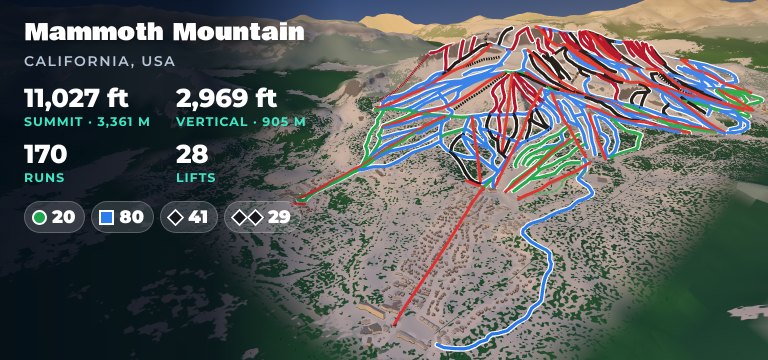 Mammoth Mountain
CALIFORNIA, USA
11,027 ft 2,969 ft
SUMMIT · 3,361 M VERTICAL · 905 M
170 28
RUNS LIFTS
20 80 41 29